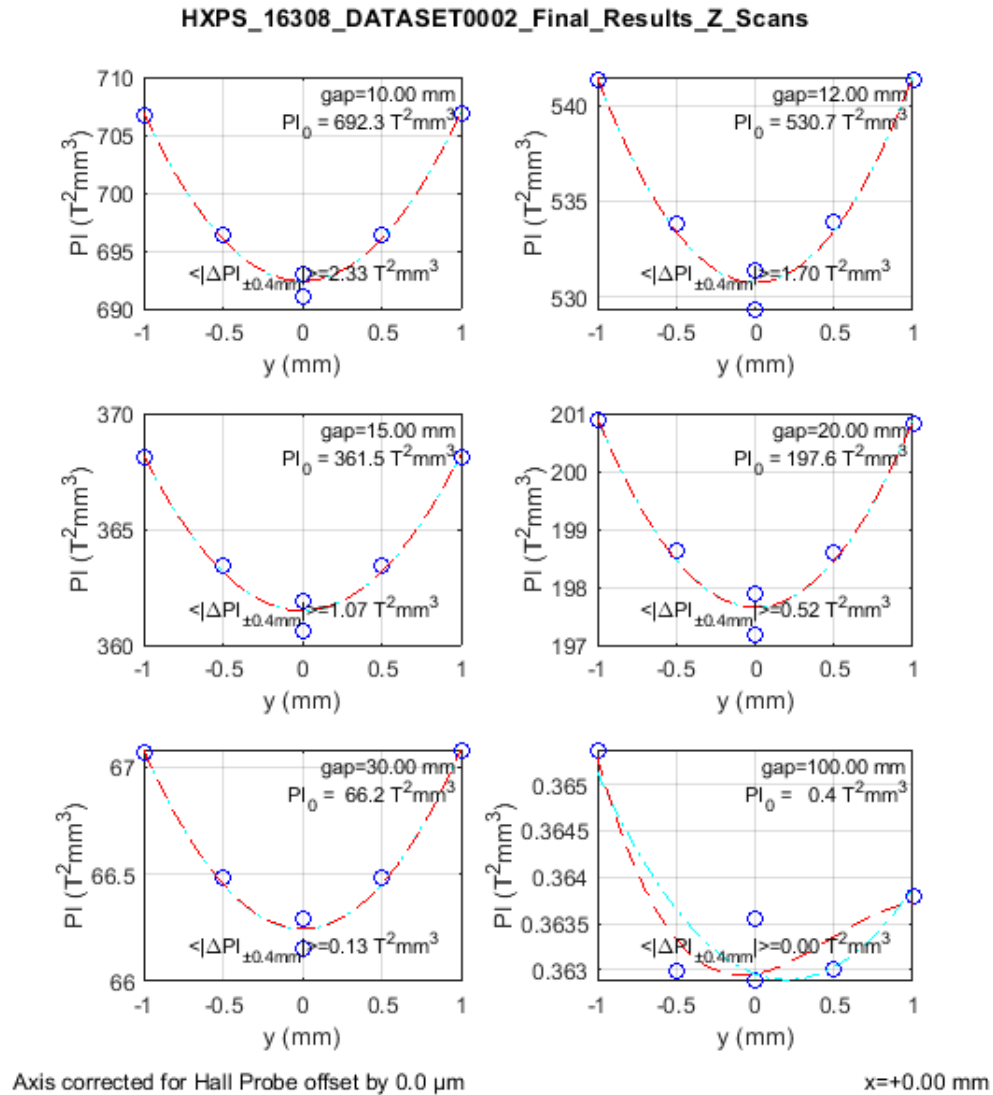 HXPS_16308_DATASET0002_Final_Results_Z_Scans
710
705
700
695
690
PI (T²mm³)
gap=10.00 mm
PI₀ = 692.3 T²mm³
<|ΔPI±0.4mm|>=2.33 T²mm³
-1 -0.5 0 0.5 1
y (mm)
540
535
530
PI (T²mm³)
gap=12.00 mm
PI₀ = 530.7 T²mm³
<|ΔPI±0.4mm|>=1.70 T²mm³
-1 -0.5 0 0.5 1
y (mm)
370
365
360
PI (T²mm³)
gap=15.00 mm
PI₀ = 361.5 T²mm³
<|ΔPI±0.4mm|>=1.07 T²mm³
-1 -0.5 0 0.5 1
y (mm)
201
200
199
198
197
PI (T²mm³)
gap=20.00 mm
PI₀ = 197.6 T²mm³
<|ΔPI±0.4mm|>=0.52 T²mm³
-1 -0.5 0 0.5 1
y (mm)
67
66.5
66
PI (T²mm³)
gap=30.00 mm
PI₀ = 66.2 T²mm³
<|ΔPI±0.4mm|>=0.13 T²mm³
-1 -0.5 0 0.5 1
y (mm)
0.365
0.3645
0.364
0.3635
0.363
PI (T²mm³)
gap=100.00 mm
PI₀ = 0.4 T²mm³
<|ΔPI±0.4mm|>=0.00 T²mm³
-1 -0.5 0 0.5 1
y (mm)
Axis corrected for Hall Probe offset by 0.0 µm
x=+0.00 mm